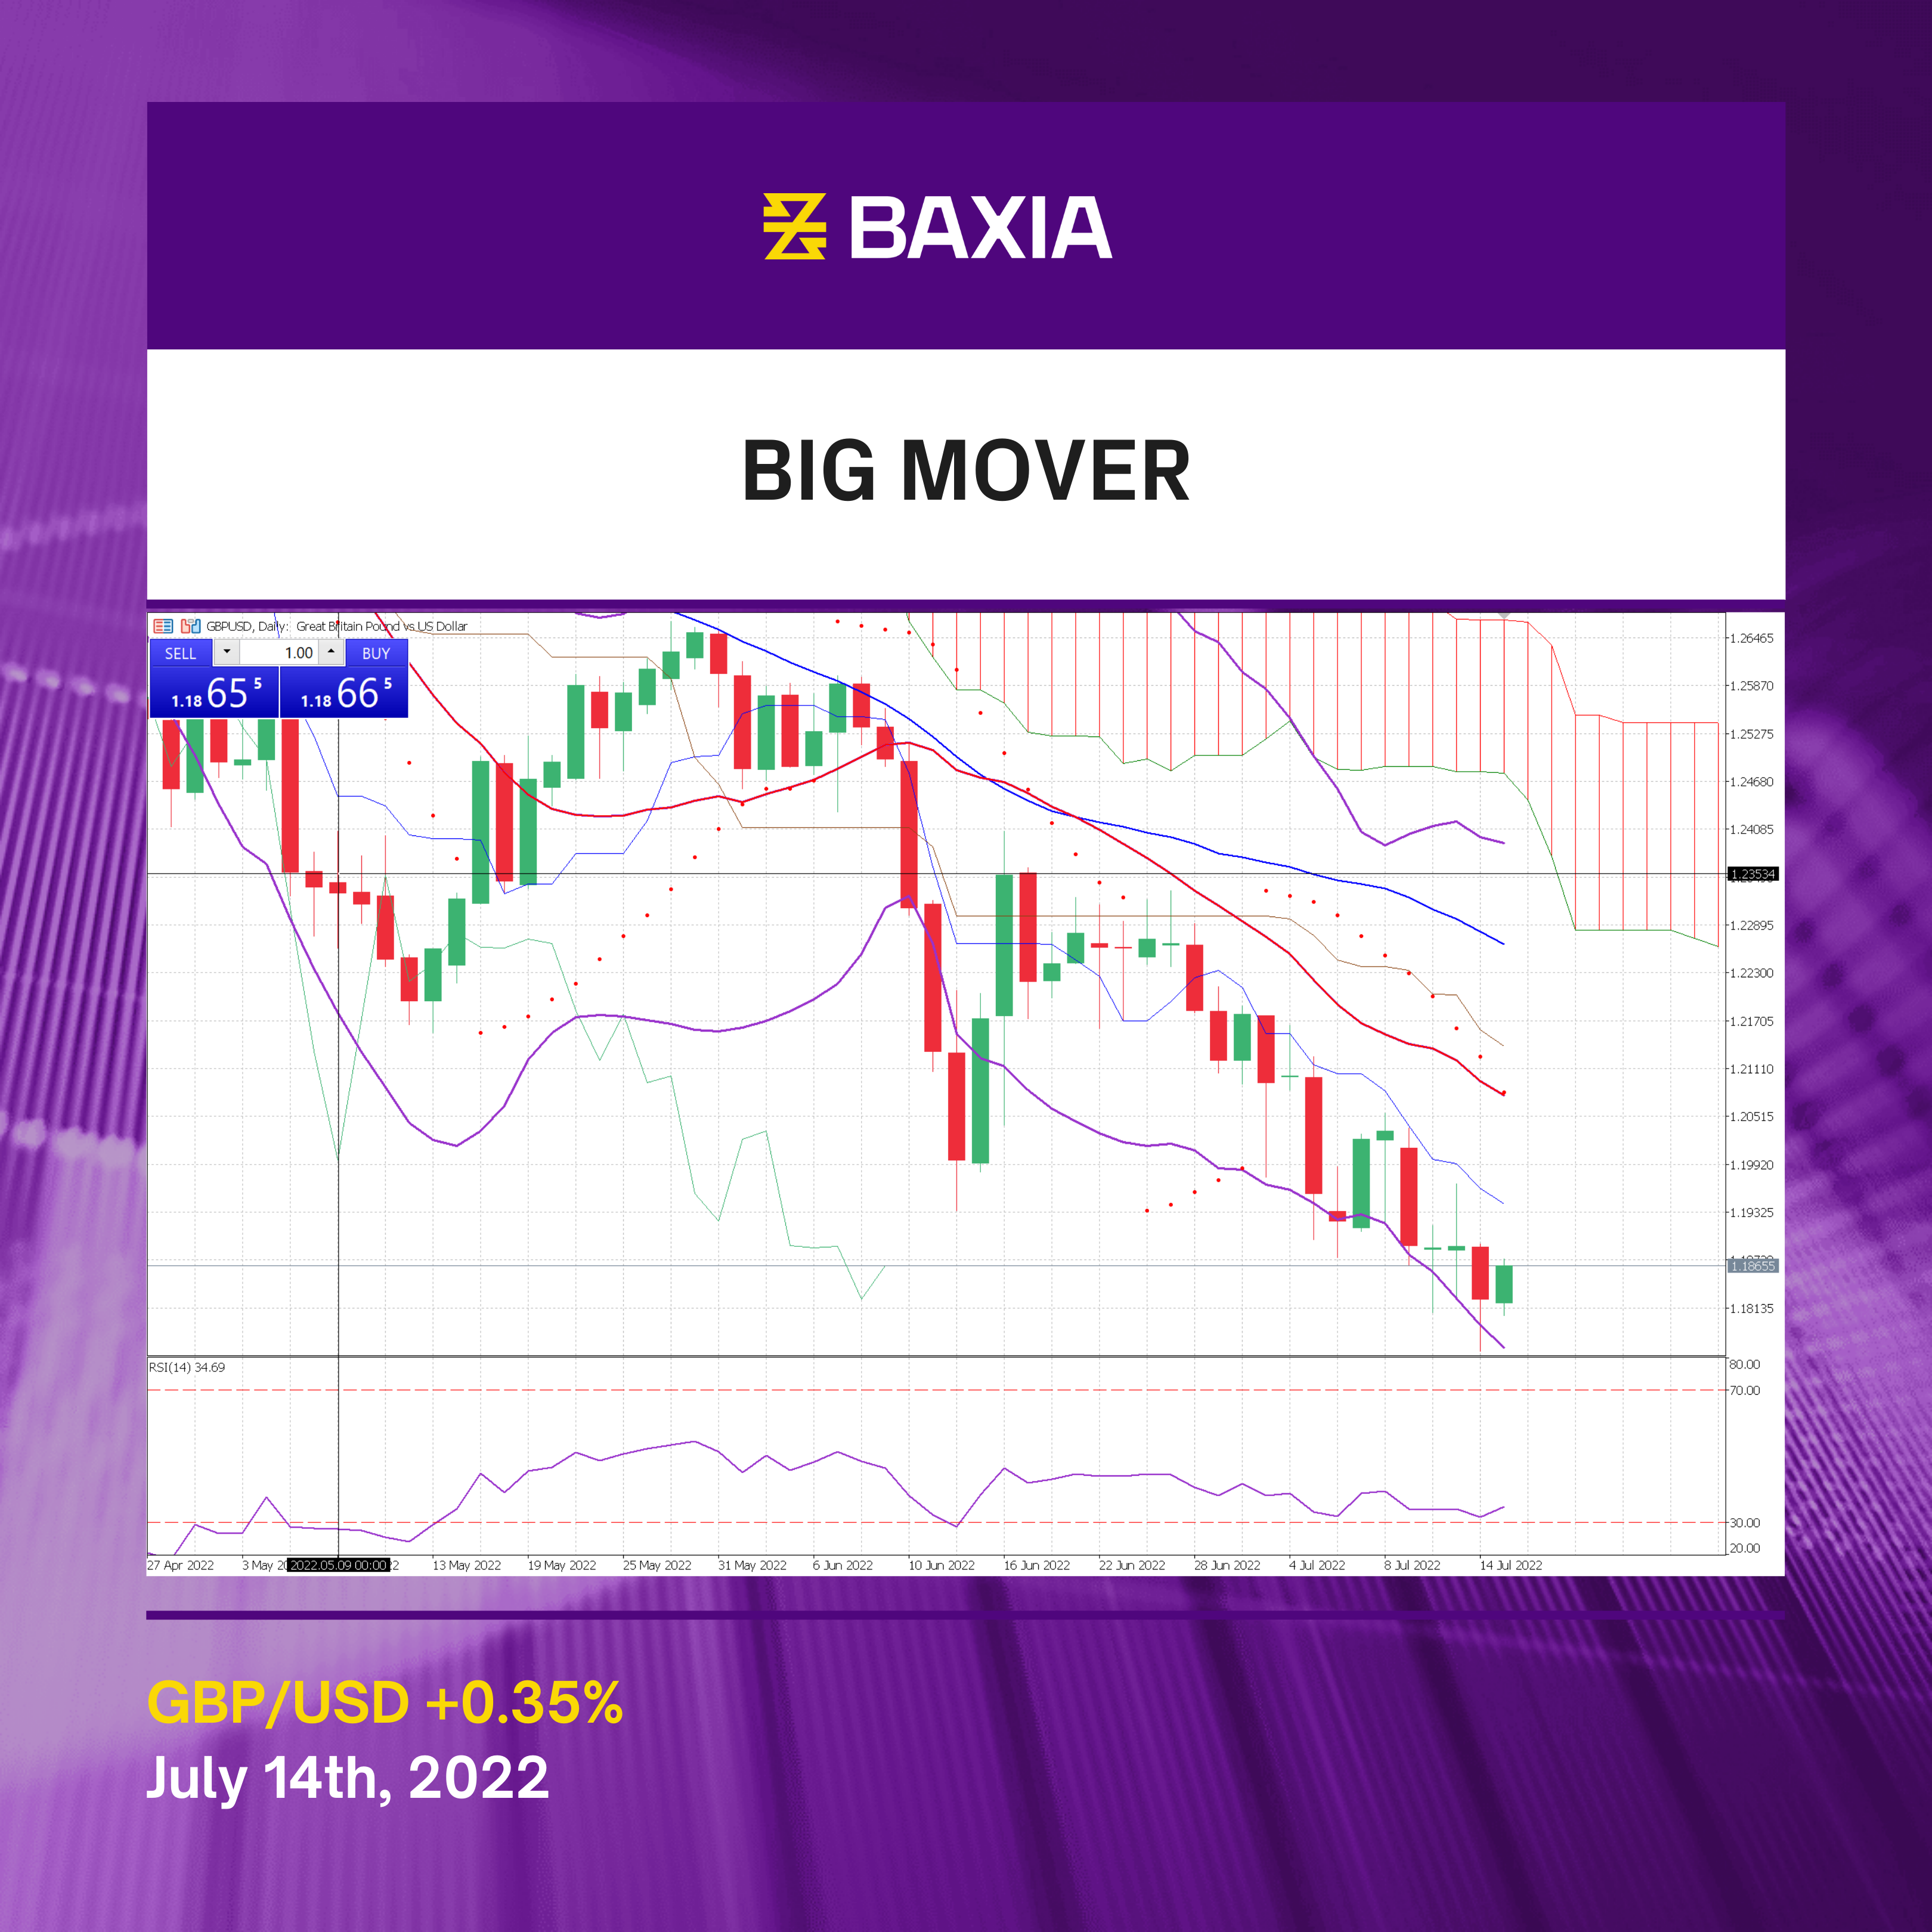 BAXIA
BIG MOVER
GBPUSD, Daily: Great Britain Pound vs US Dollar
SELL 1.00 BUY
1.18 65 5 1.18 66 5
1.26465
1.25870
1.25275
1.24680
1.24085
1.23534
1.22895
1.22300
1.21705
1.21110
1.20515
1.19920
1.19325
1.18655
1.18135
RSI(14) 34.69
80.00
70.00
30.00
20.00
27 Apr 2022 3 May 2022.05.09 00:00 13 May 2022 19 May 2022 25 May 2022 31 May 2022 6 Jun 2022 10 Jun 2022 16 Jun 2022 22 Jun 2022 28 Jun 2022 4 Jul 2022 8 Jul 2022 14 Jul 2022
GBP/USD +0.35%
July 14th, 2022